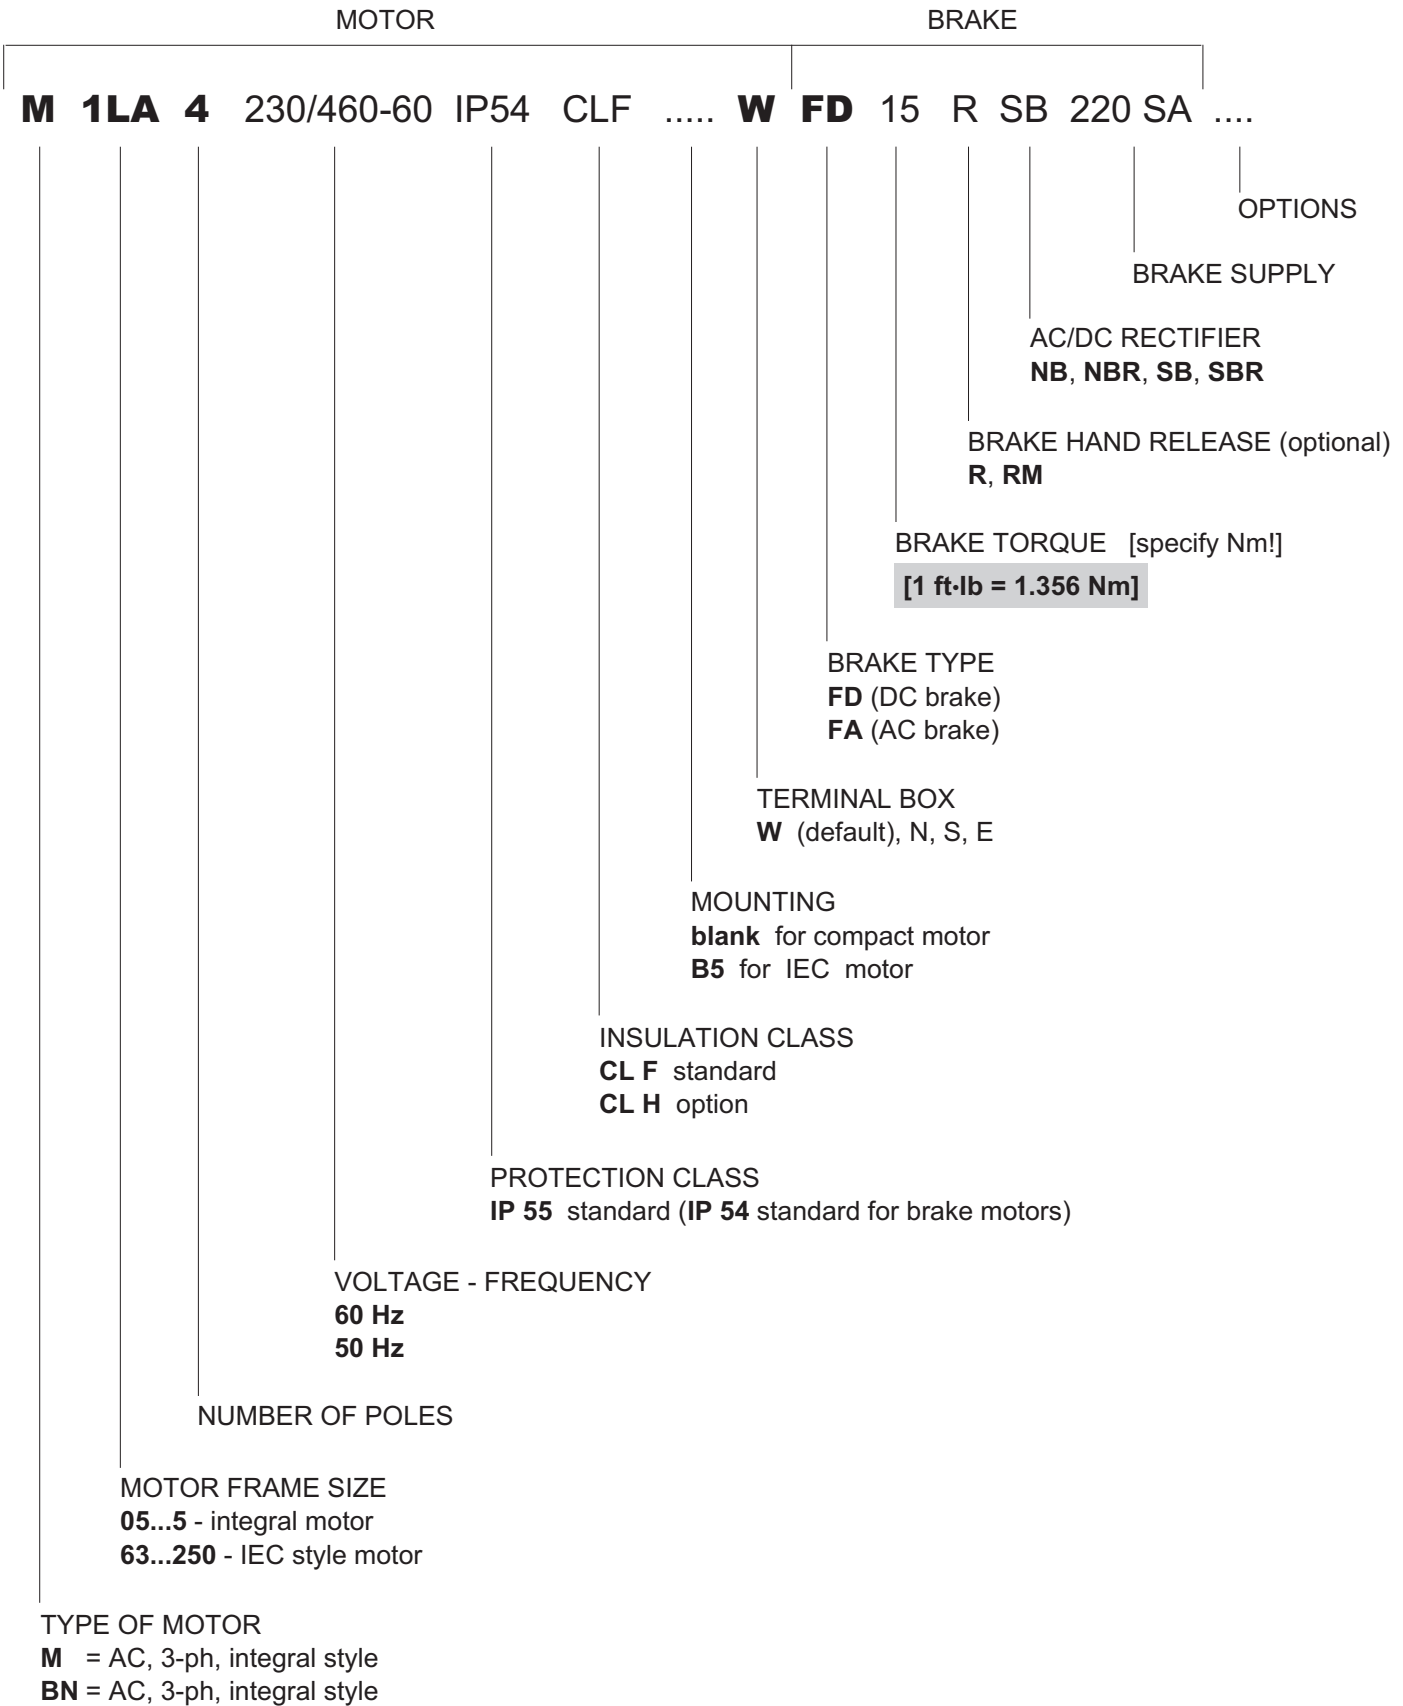 MOTOR BRAKE
M 1LA 4 230/460-60 IP54 CLF ..... W FD 15 R SB 220 SA ....
OPTIONS
BRAKE SUPPLY
AC/DC RECTIFIER
NB, NBR, SB, SBR
BRAKE HAND RELEASE (optional)
R, RM
BRAKE TORQUE [specify Nm!]
[1 ft·lb = 1.356 Nm]
BRAKE TYPE
FD (DC brake)
FA (AC brake)
TERMINAL BOX
W (default), N, S, E
MOUNTING
blank for compact motor
B5 for IEC motor
INSULATION CLASS
CL F standard
CL H option
PROTECTION CLASS
IP 55 standard (IP 54 standard for brake motors)
VOLTAGE - FREQUENCY
60 Hz
50 Hz
NUMBER OF POLES
MOTOR FRAME SIZE
05...5 - integral motor
63...250 - IEC style motor
TYPE OF MOTOR
M = AC, 3-ph, integral style
BN = AC, 3-ph, integral style